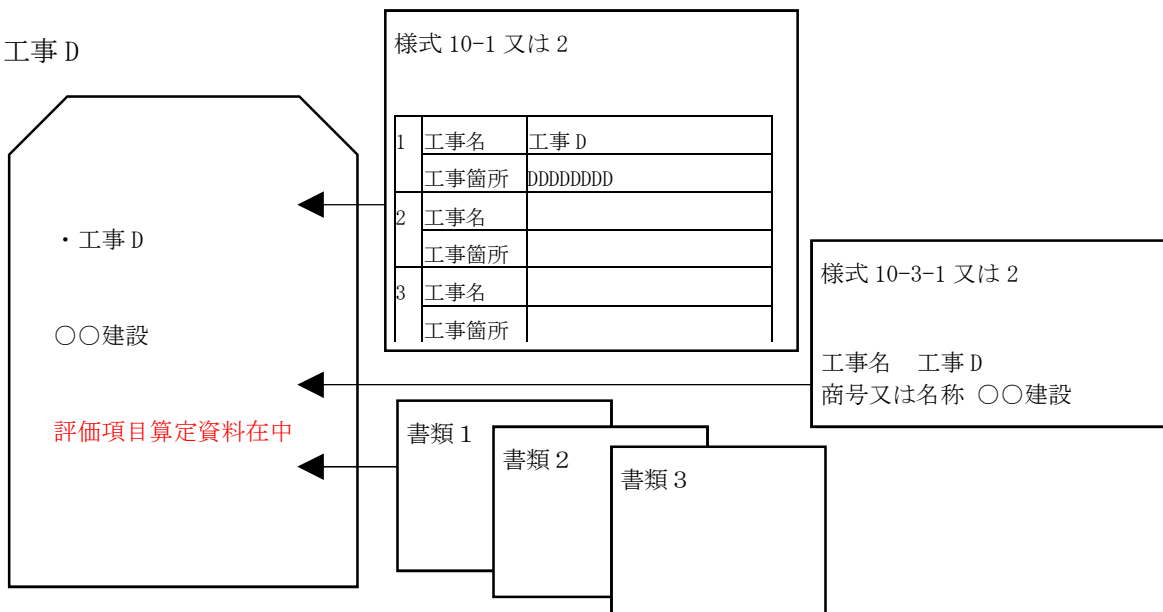 工事 D
・工事 D
○○建設
評価項目算定資料在中
様式 10-1 又は 2
1 工事名 工事 D
工事箇所 DDDDDDDD
2 工事名
工事箇所
3 工事名
工事箇所
様式 10-3-1 又は 2
工事名 工事 D
商号又は名称 ○○建設
書類１
書類２
書類３